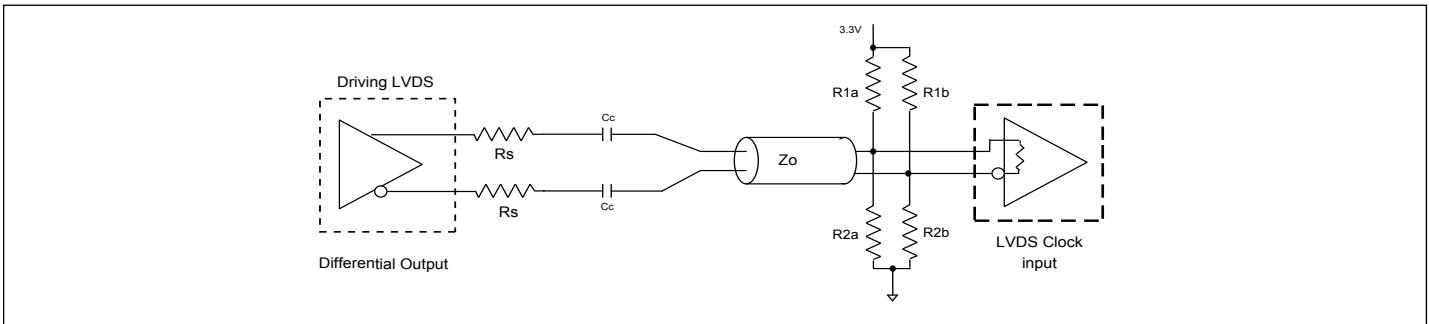 3.3V
Driving LVDS
R1a
R1b
Cc
Rs
Zo
Rs
Cc
R2a
R2b
LVDS Clock
input
Differential Output